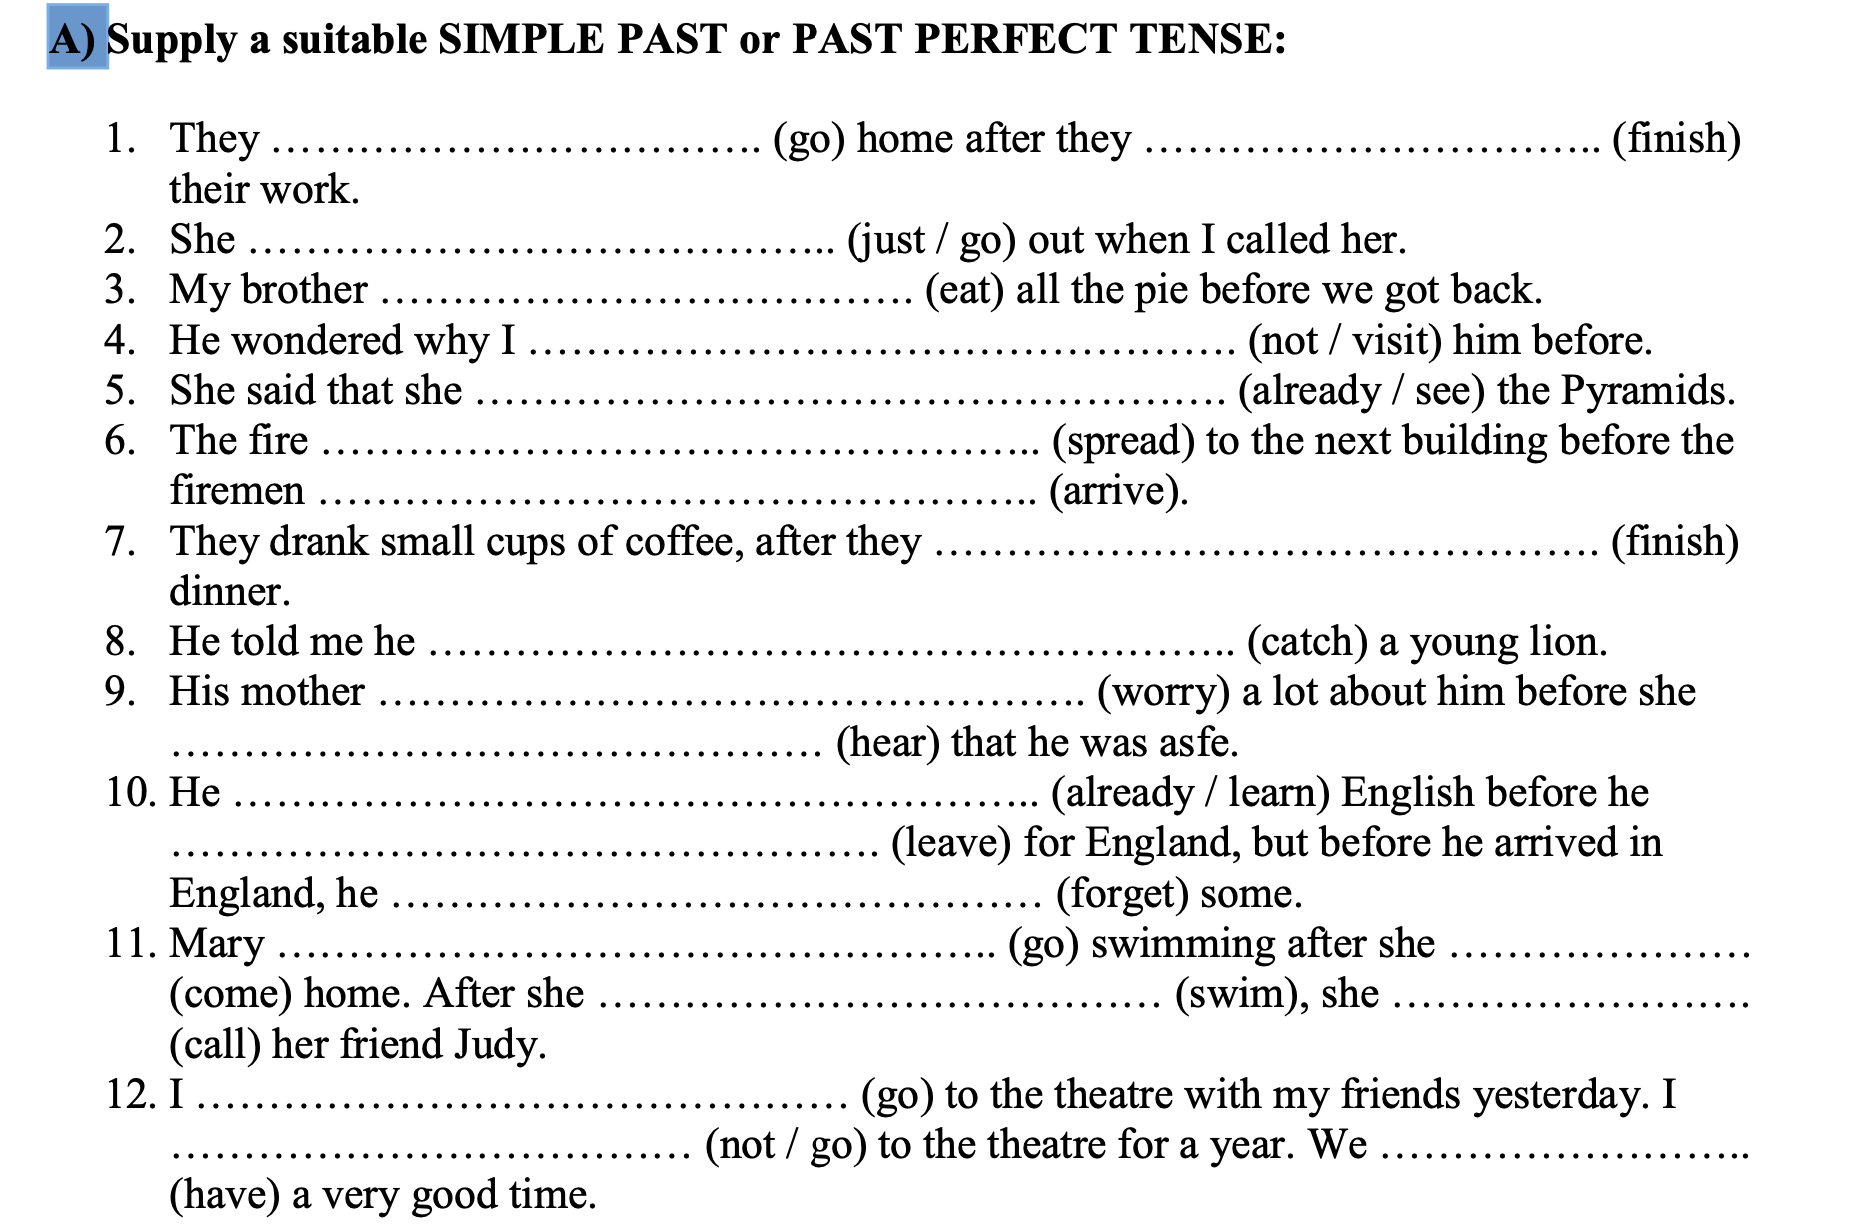 A) Supply a suitable SIMPLE PAST or PAST PERFECT TENSE:
1. They ………………………….. (go) home after they ………………………….. (finish)
their work.
2. She ………………………………….. (just / go) out when I called her.
3. My brother ………………………………. (eat) all the pie before we got back.
4. He wondered why I …………………………………………. (not / visit) him before.
5. She said that she ……………………………………………. (already / see) the Pyramids.
6. The fire ………………………………………….. (spread) to the next building before the
firemen ………………………………………….. (arrive).
7. They drank small cups of coffee, after they ………………………………………. (finish)
dinner.
8. He told me he ……………………………………………….. (catch) a young lion.
9. His mother ………………………………………….. (worry) a lot about him before she
………………………………………. (hear) that he was asfe.
10. He ……………………………………………….. (already / learn) English before he
…………………………………………. (leave) for England, but before he arrived in
England, he ……………………………………… (forget) some.
11. Mary ………………………………………….. (go) swimming after she …………………
(come) home. After she ………………………………… (swim), she ……………………
(call) her friend Judy.
12. I ……………………………………… (go) to the theatre with my friends yesterday. I
……………………………… (not / go) to the theatre for a year. We ……………………..
(have) a very good time.